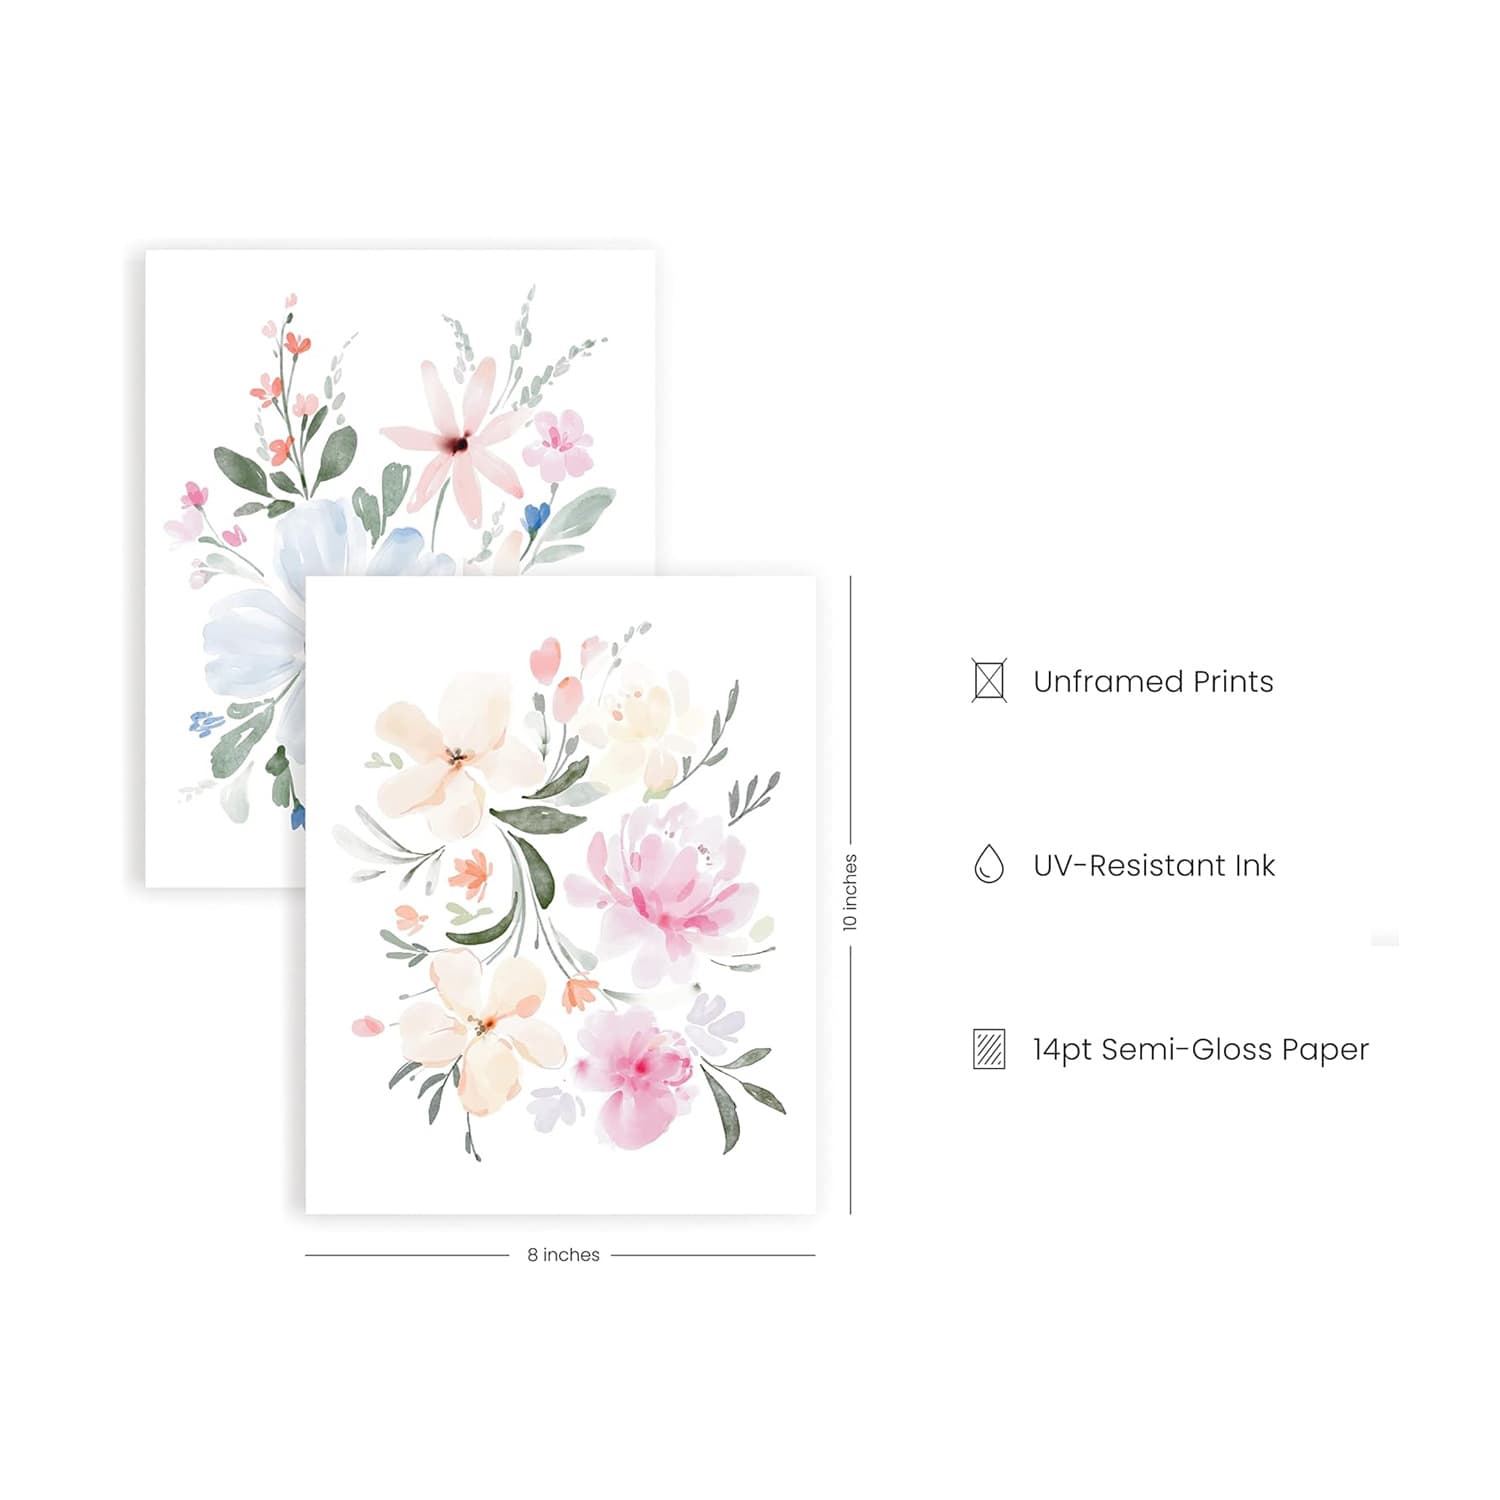 Unframed Prints
UV-Resistant Ink
14pt Semi-Gloss Paper
10 inches
8 inches